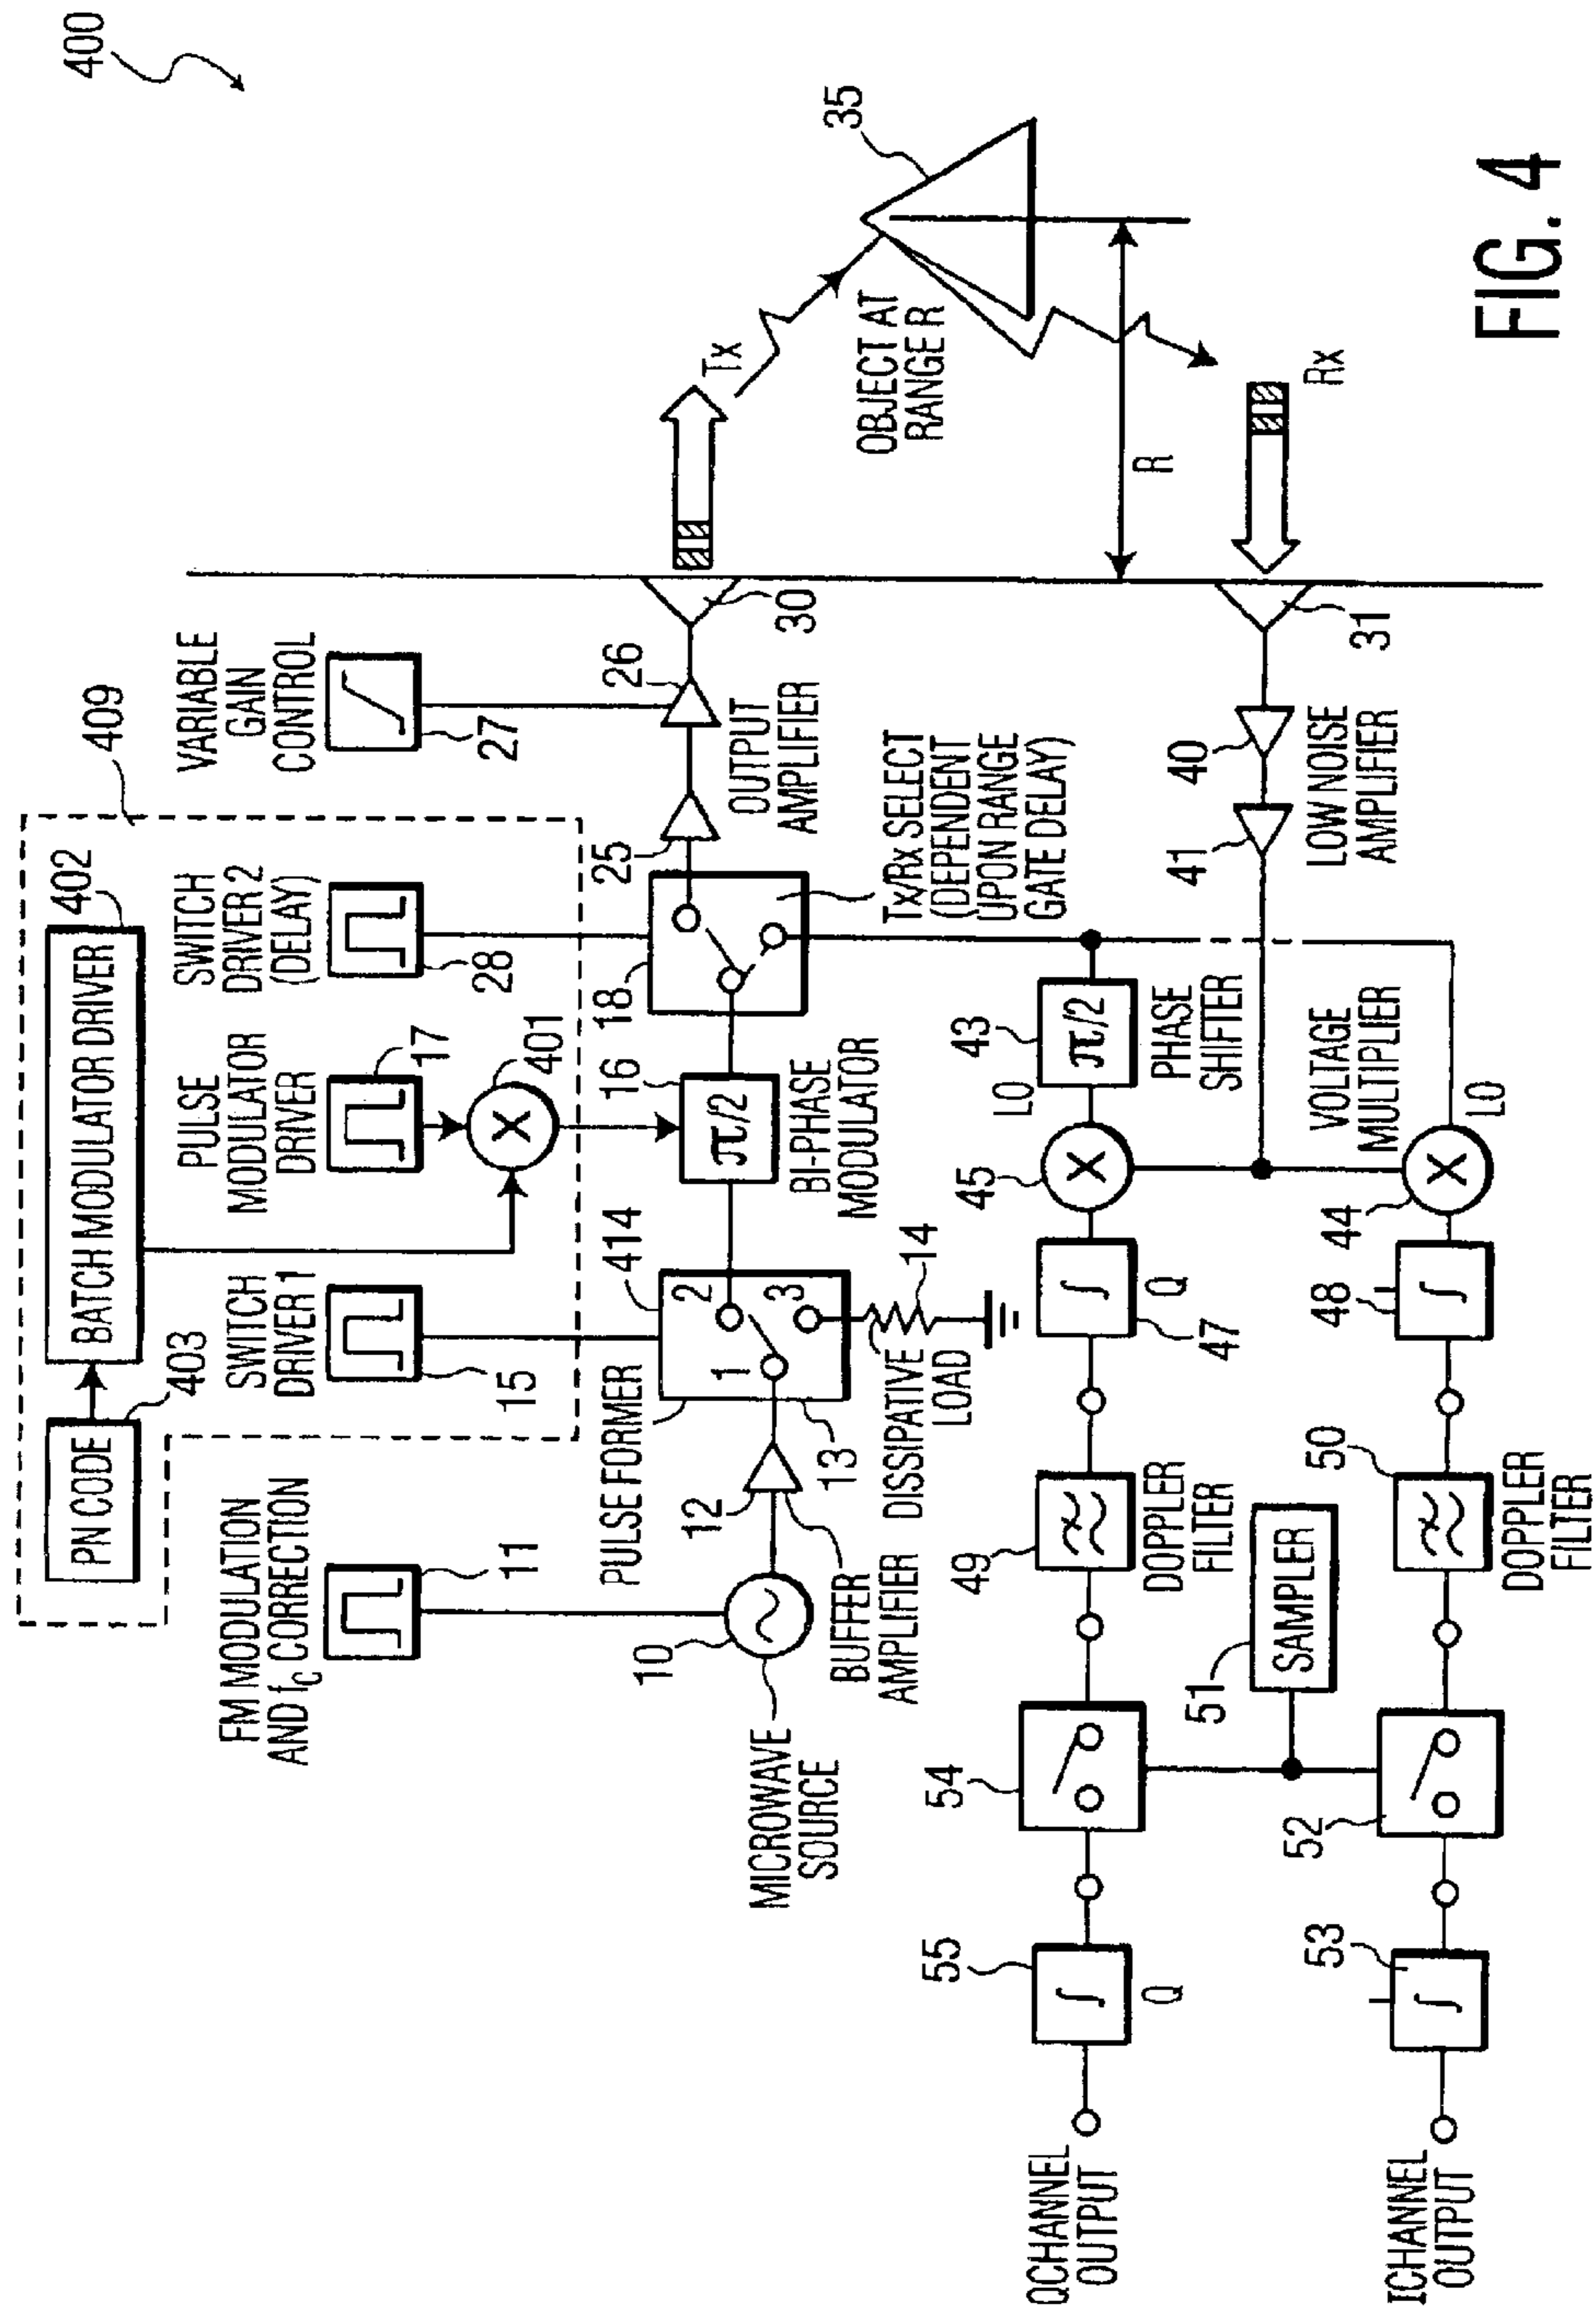 400
PN CODE
403
BATCH MODULATOR DRIVER
402
409
FM MODULATION
AND fc CORRECTION
11
SWITCH
DRIVER 1
15
PULSE
MODULATOR
DRIVER
17
401
SWITCH
DRIVER 2
(DELAY)
28
VARIABLE
GAIN
CONTROL
27
10
MICROWAVE
SOURCE
12
BUFFER
AMPLIFIER
PULSE FORMER
414
1
2
3
13
14
DISSIPATIVE
LOAD
16
π/2
BI-PHASE
MODULATOR
18
25
26
OUTPUT
AMPLIFIER
30
Tx
Tx/Rx SELECT
(DEPENDENT
UPON RANGE
GATE DELAY)
35
OBJECT AT
RANGE R
R
Rx
31
40
41
LOW NOISE
AMPLIFIER
43
π/2
PHASE
SHIFTER
LO
45
VOLTAGE
MULTIPLIER
LO
44
∫
Q
47
48
∫
49
DOPPLER
FILTER
50
DOPPLER
FILTER
51
SAMPLER
54
52
55
∫
Q
53
∫
QCHANNEL
OUTPUT
ICHANNEL
OUTPUT
FIG. 4